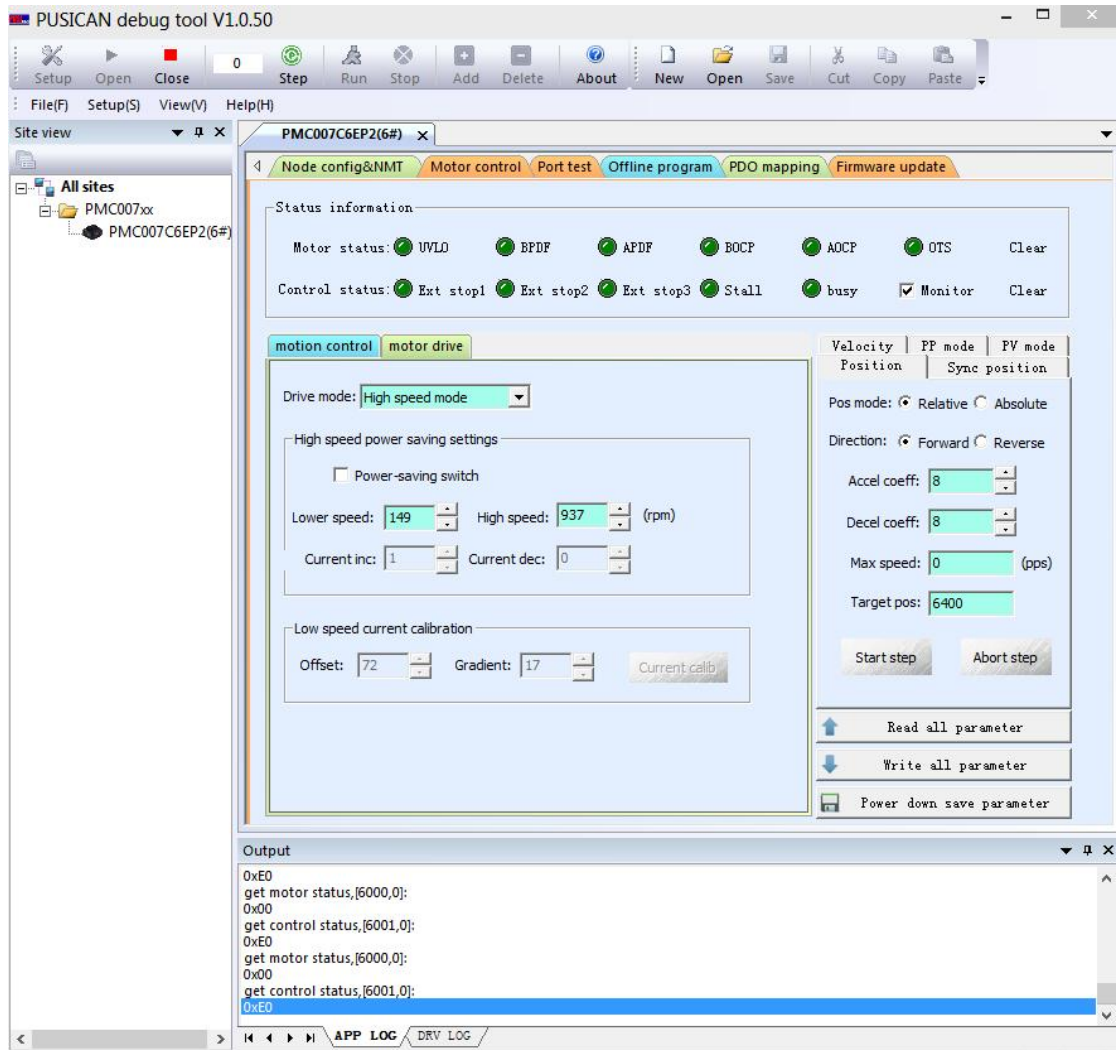 PUSICAN debug tool V1.0.50
Setup Open Close 0 Step Run Stop Add Delete About New Open Save Cut Copy Paste
File(F) Setup(S) View(V) Help(H)
Site view
PMC007C6EP2(6#)
All sites
PMC007xx
PMC007C6EP2(6#)
Node config&NMT Motor control Port test Offline program PDO mapping Firmware update
Status information
Motor status: UVLO BPDF APDF BOCP AOCP OTS Clear
Control status: Ext stop1 Ext stop2 Ext stop3 Stall busy Monitor Clear
motion control motor drive
Drive mode: High speed mode
High speed power saving settings
Power-saving switch
Lower speed: 149 High speed: 937 (rpm)
Current inc: 1 Current dec: 0
Low speed current calibration
Offset: 72 Gradient: 17 Current calib
Velocity PP mode PV mode
Position Sync position
Pos mode: Relative Absolute
Direction: Forward Reverse
Accel coeff: 8
Decel coeff: 8
Max speed: 0 (pps)
Target pos: 6400
Start step Abort step
Read all parameter
Write all parameter
Power down save parameter
Output
0xE0
get motor status,[6000,0]:
0x00
get control status,[6001,0]:
0xE0
get motor status,[6000,0]:
0x00
get control status,[6001,0]:
0xE0
APP LOG DRV LOG